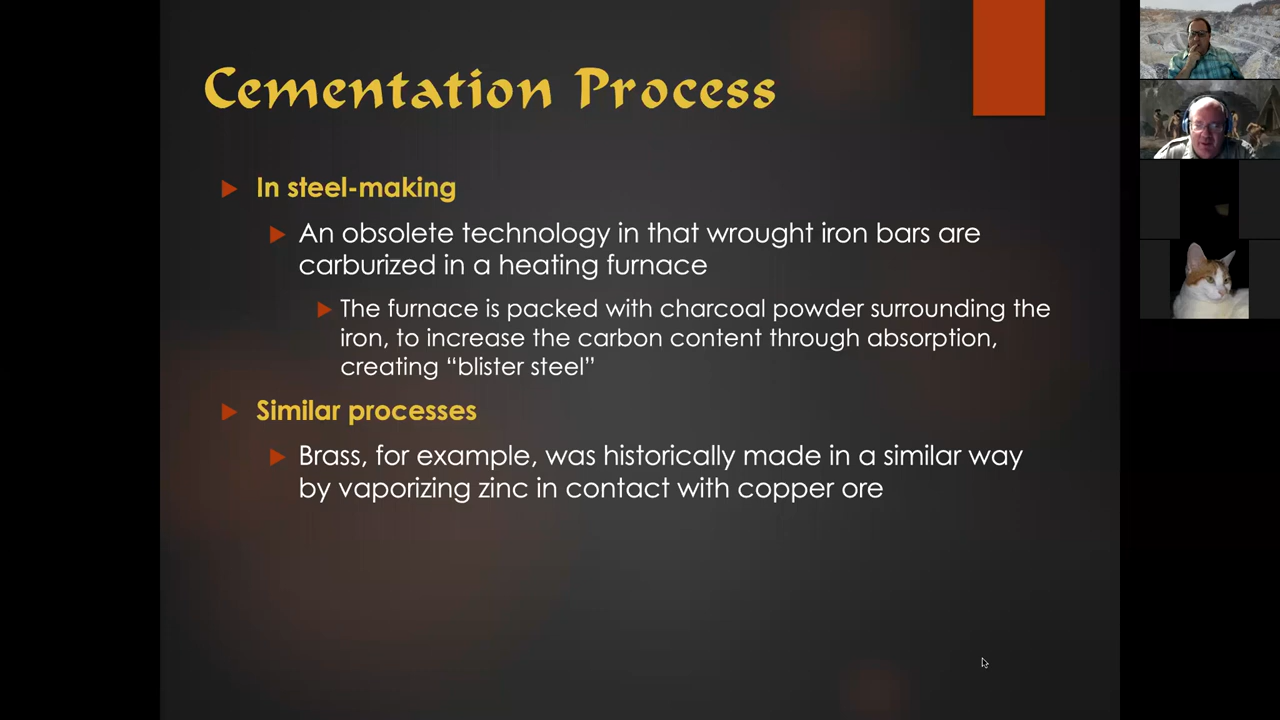 Cementation Process
In steel-making
An obsolete technology in that wrought iron bars are
carburized in a heating furnace
The furnace is packed with charcoal powder surrounding the
iron, to increase the carbon content through absorption,
creating “blister steel”
Similar processes
Brass, for example, was historically made in a similar way
by vaporizing zinc in contact with copper ore